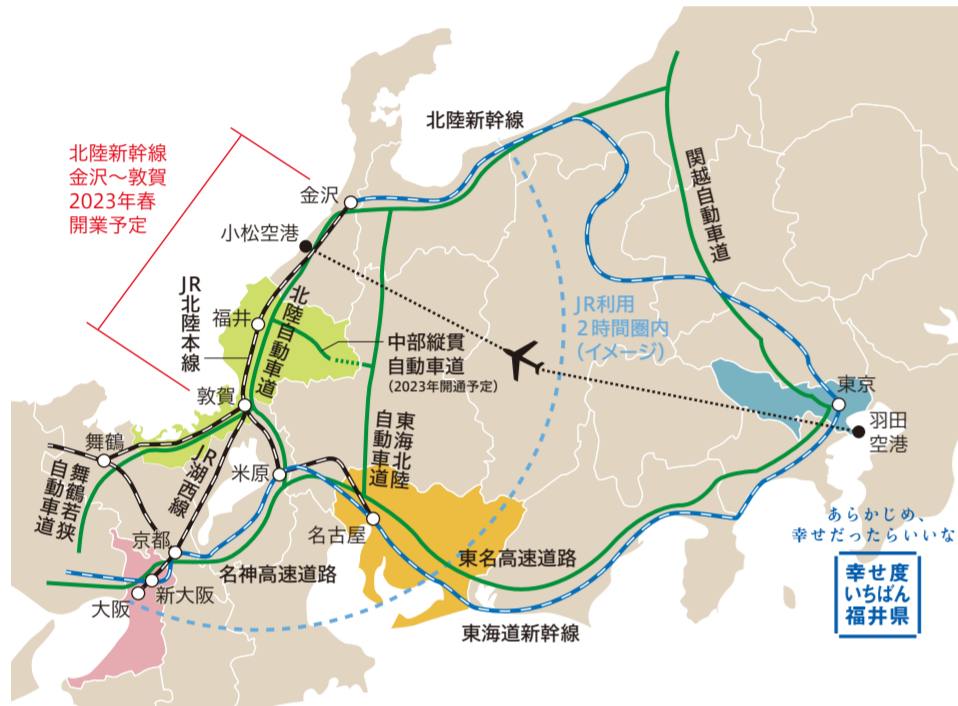 北陸新幹線
金沢～敦賀
2023年春
開業予定
北陸新幹線
関越自動車道
金沢
小松空港
JR北陸本線
福井
北陸自動車道
中部縦貫
自動車道
(2023年開通予定)
JR利用
2時間圏内
(イメージ)
敦賀
東京
羽田
空港
舞鶴
舞鶴若狭
自動車道
JR湖西線
米原
東海北陸
自動車道
京都
名古屋
名神高速道路
東名高速道路
新大阪
大阪
東海道新幹線
あらかじめ、
幸せだったらいいな
幸せ度
いちばん
福井県